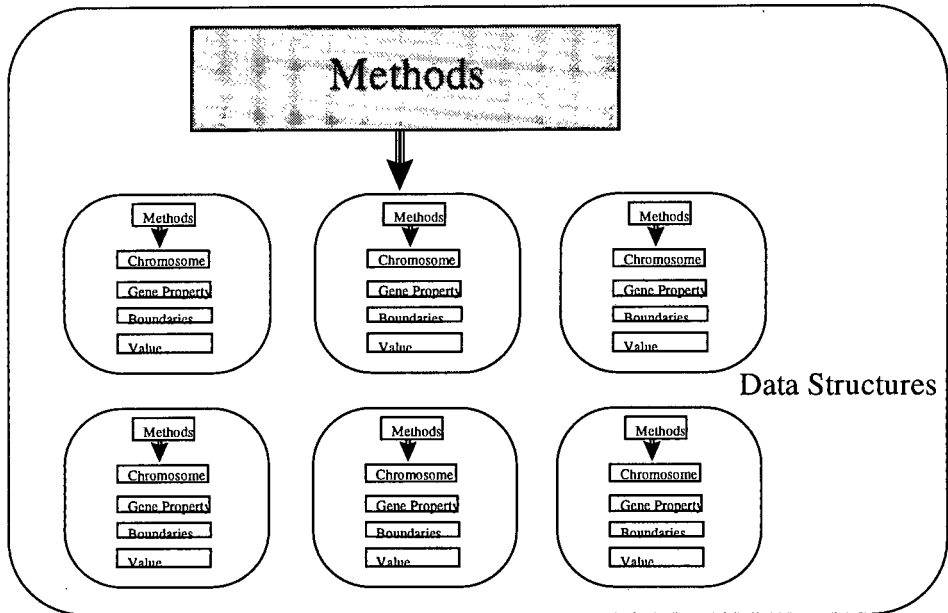 Methods
Methods
Chromosome
Gene Property
Boundaries
Value
Methods
Chromosome
Gene Property
Boundaries
Value
Methods
Chromosome
Gene Property
Boundaries
Value
Data Structures
Methods
Chromosome
Gene Property
Boundaries
Value
Methods
Chromosome
Gene Property
Boundaries
Value
Methods
Chromosome
Gene Property
Boundaries
Value